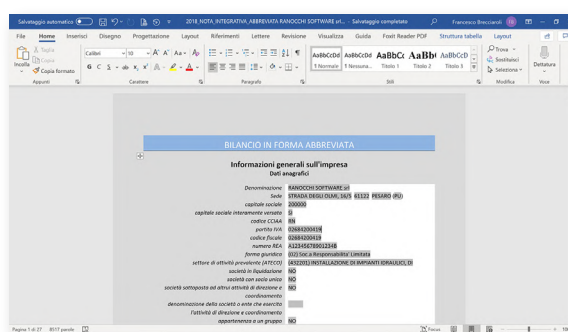 Salvataggio automatico
2018_NOTA_INTEGRATIVA_ABBREVIATA RANOCCHI SOFTWARE srl... - Salvataggio completato
Francesco Bracciaroli
File Home Inserisci Disegno Progettazione Layout Riferimenti Lettere Revisione Visualizza Guida Foxit Reader PDF Struttura tabella Layout
Incolla
Taglia
Copia
Copia formato
Calibri 10
G C S
AaBbCcDd AaBbCcDd AaBbCc AaBbI AaBbCcD
1 Normale 1 Nessuna... Titolo 1 Titolo 2 Titolo 3
Trova
Sostituisci
Seleziona
Dettatura
Appunti Carattere Paragrafo Stili Modifica Voce
BILANCIO IN FORMA ABBREVIATA
Informazioni generali sull'impresa
Dati anagrafici
Denominazione RANOCCHI SOFTWARE srl
Sede STRADA DEGLI OLMI, 16/5 61122 PESARO (PU)
capitale sociale 200000
capitale sociale interamente versato SI
codice CCIAA RN
partita IVA 02684200419
codice fiscale 02684200419
numero REA A12345678901234B
forma giuridica (02) Soc.a Responsabilita' Limitata
settore di attività prevalente (ATECO) (432201) INSTALLAZIONE DI IMPIANTI IDRAULICI, DI
società in liquidazione NO
società con socio unico NO
società sottoposta ad altrui attività di direzione e NO
coordinamento
denominazione della società o ente che esercita
l'attività di direzione e coordinamento
appartenenza a un gruppo NO
Pagina 1 di 27 8517 parole
Focus